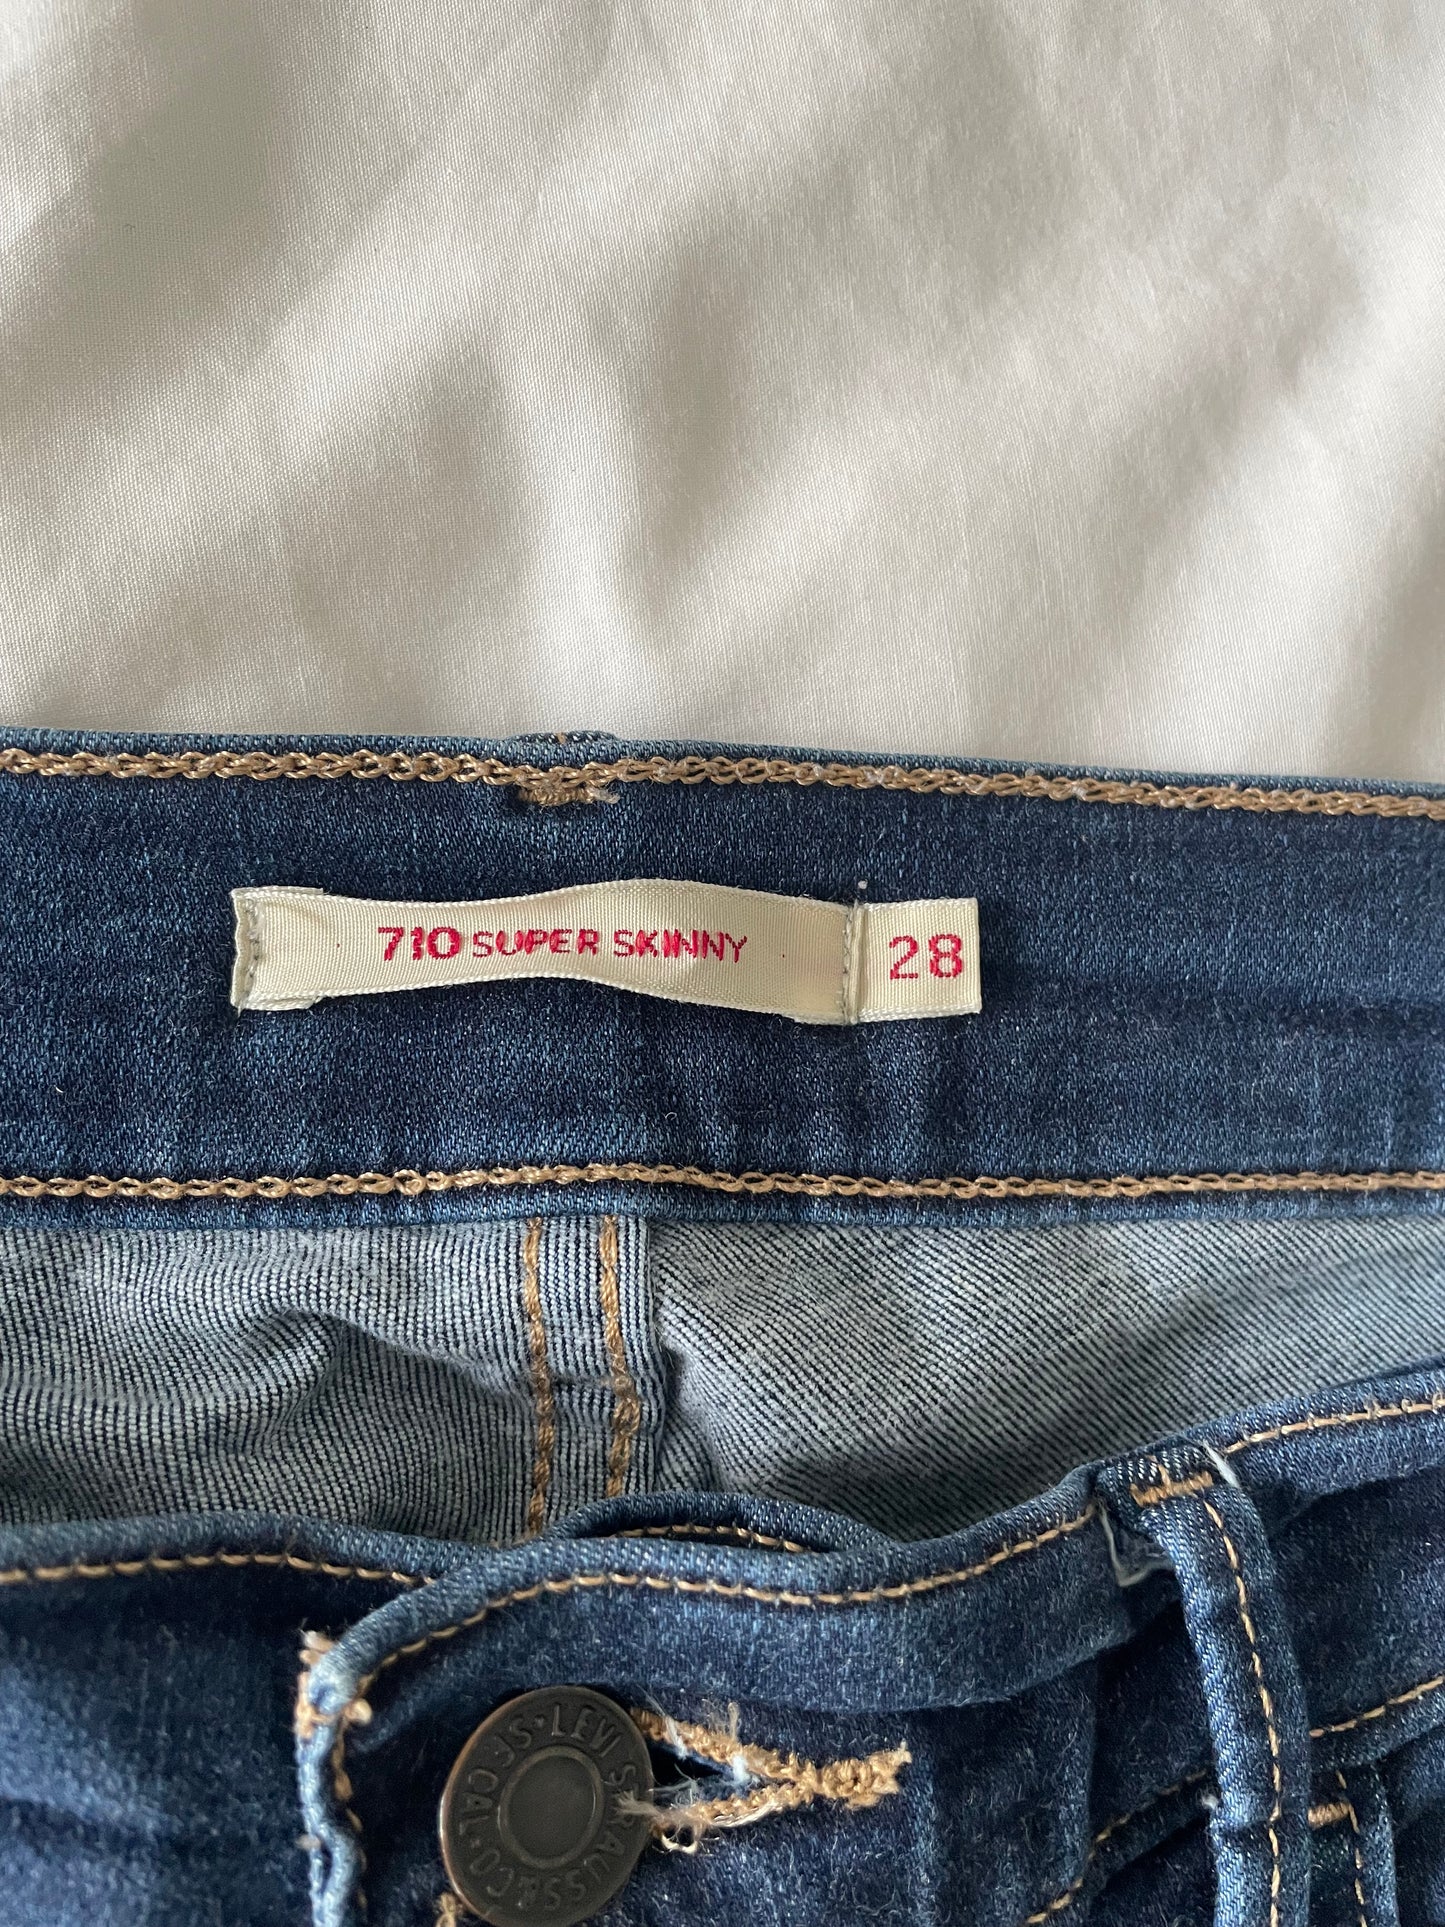 710 SUPER SKINNY 28
LEVI STRAUSS & CO. S.F. CAL.